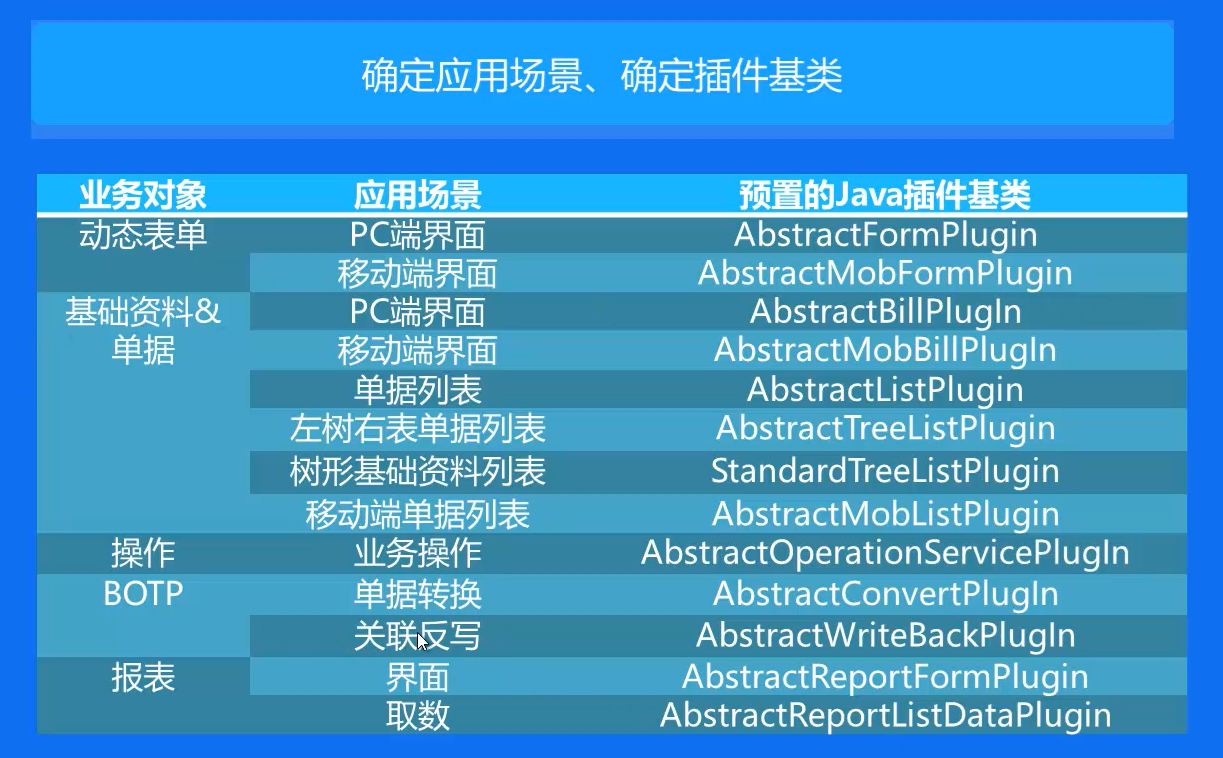 确定应用场景、确定插件基类
业务对象 应用场景 预置的Java插件基类
动态表单 PC端界面 AbstractFormPlugin
移动端界面 AbstractMobFormPlugin
基础资料& PC端界面 AbstractBillPlugIn
单据 移动端界面 AbstractMobBillPlugIn
单据列表 AbstractListPlugin
左树右表单据列表 AbstractTreeListPlugin
树形基础资料列表 StandardTreeListPlugin
移动端单据列表 AbstractMobListPlugin
操作 业务操作 AbstractOperationServicePlugIn
BOTP 单据转换 AbstractConvertPlugIn
关联反写 AbstractWriteBackPlugIn
报表 界面 AbstractReportFormPlugin
取数 AbstractReportListDataPlugin